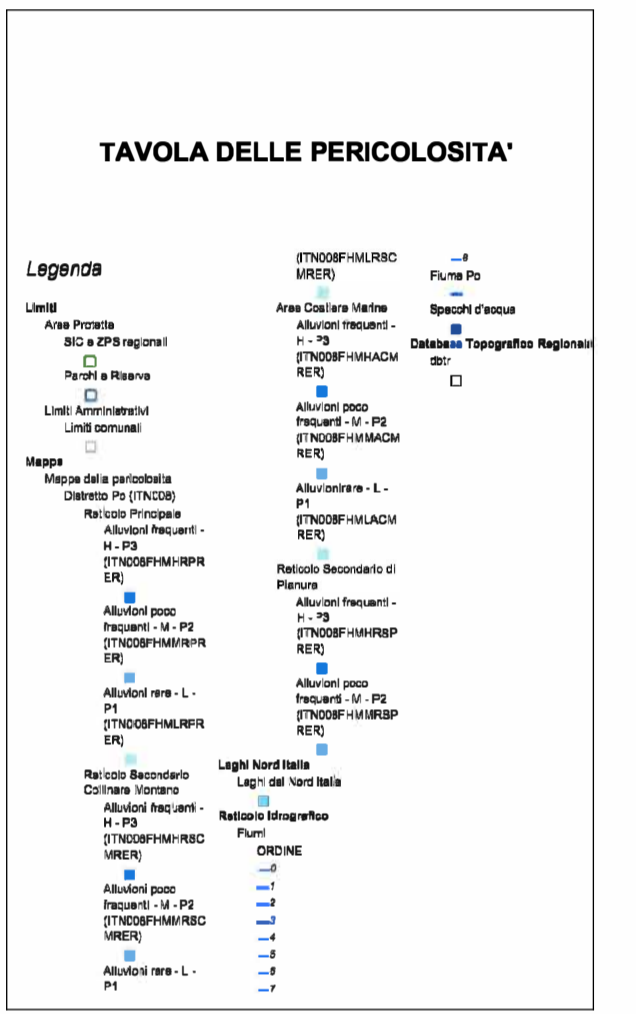 TAVOLA DELLE PERICOLOSITA'
Legenda
Limiti
Aree Protette
SIC e ZPS regionali
Parchi e Riserve
Limiti Amministrativi
Limiti comunali
Mappe
Mappe della pericolosita
Distretto Po (ITN008)
Reticolo Principale
Alluvioni frequenti -
H - P3
(ITN008FHMHRPR
ER)
Alluvioni poco
frequenti - M - P2
(ITN008FHMMRPR
ER)
Alluvioni rare - L -
P1
(ITN008FHMLRPR
ER)
Reticolo Secondario
Collinare Montano
Alluvioni frequenti -
H - P3
(ITN008FHMHRSC
MRER)
Alluvioni poco
frequenti - M - P2
(ITN008FHMMRSC
MRER)
Alluvioni rare - L -
P1
(ITN008FHMLRSC
MRER)
Aree Costiere Marine
Alluvioni frequenti -
H - P3
(ITN008FHMHACM
RER)
Alluvioni poco
frequenti - M - P2
(ITN008FHMMACM
RER)
Alluvionirare - L -
P1
(ITN008FHMLACM
RER)
Reticolo Secondario di
Pianura
Alluvioni frequenti -
H - P3
(ITN008FHMHRSP
RER)
Alluvioni poco
frequenti - M - P2
(ITN008FHMMRSP
RER)
Laghi Nord Italia
Laghi del Nord Italia
Reticolo Idrografico
Fiumi
ORDINE
0
1
2
3
4
5
6
7
8
Fiume Po
Specchi d'acqua
Database Topografico Regionale
dbtr